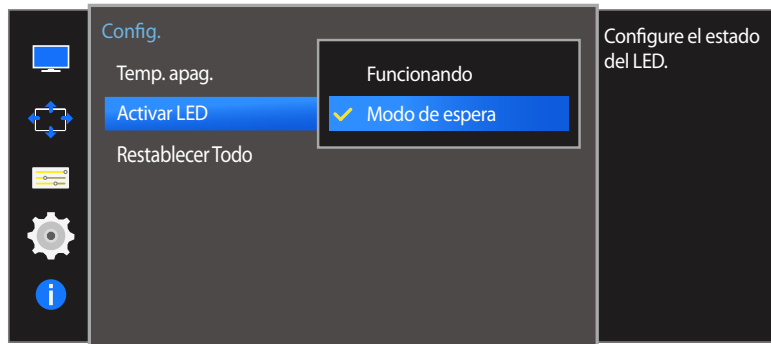 Config.
Temp. apag.
Activar LED
Restablecer Todo
Funcionando
Modo de espera
Configure el estado
del LED.